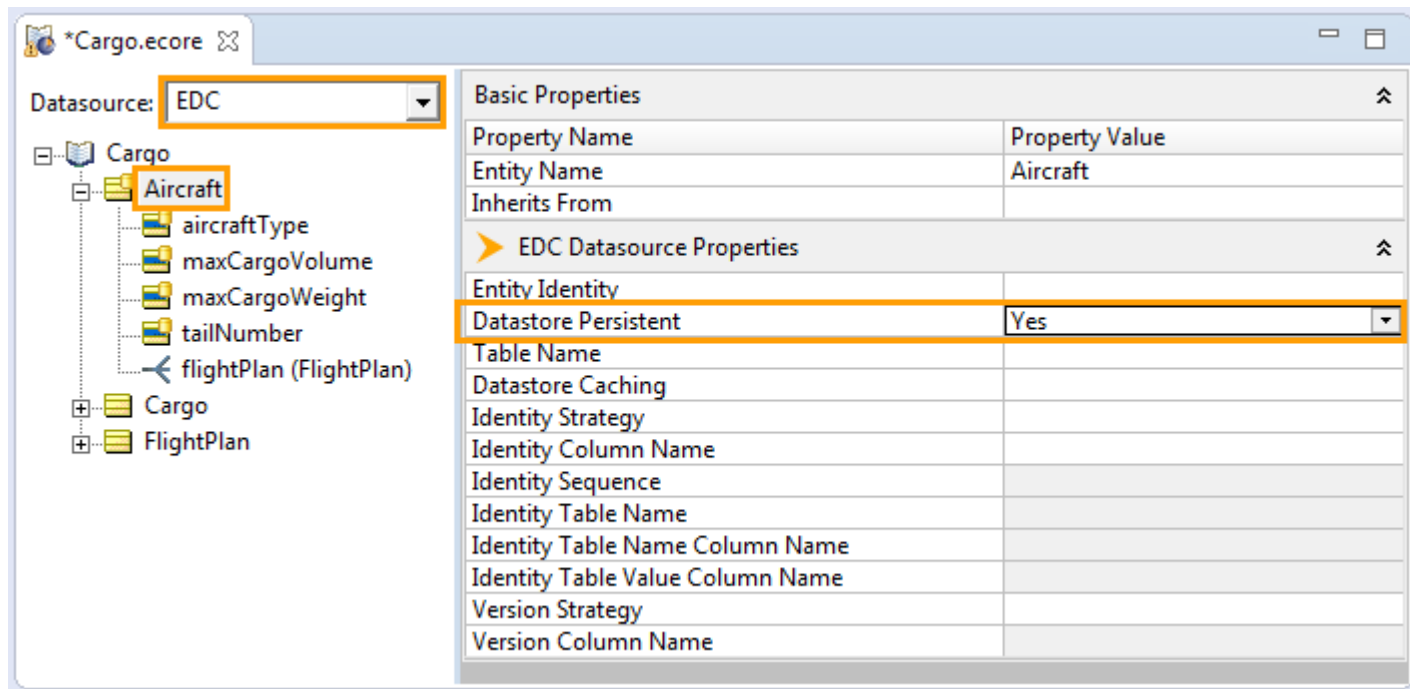 *Cargo.ecore
Datasource: EDC
Cargo
Aircraft
aircraftType
maxCargoVolume
maxCargoWeight
tailNumber
flightPlan (FlightPlan)
Cargo
FlightPlan
Basic Properties
Property Name Property Value
Entity Name Aircraft
Inherits From
EDC Datasource Properties
Entity Identity
Datastore Persistent Yes
Table Name
Datastore Caching
Identity Strategy
Identity Column Name
Identity Sequence
Identity Table Name
Identity Table Name Column Name
Identity Table Value Column Name
Version Strategy
Version Column Name